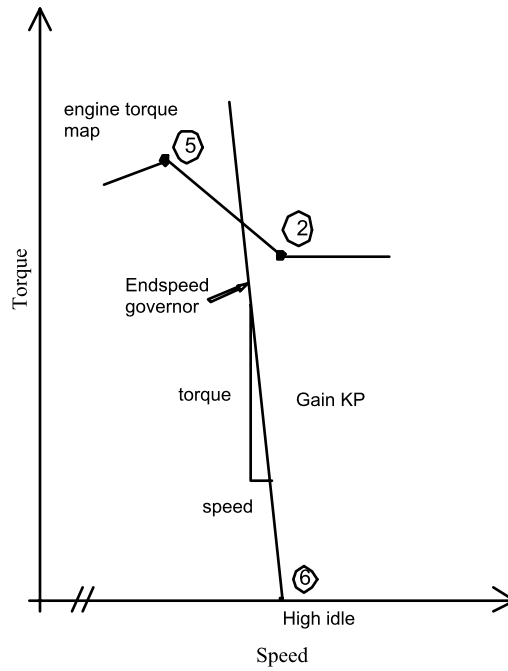 engine torque
map
5
2
Endspeed
governor
Torque
torque
Gain KP
speed
6
High idle
Speed